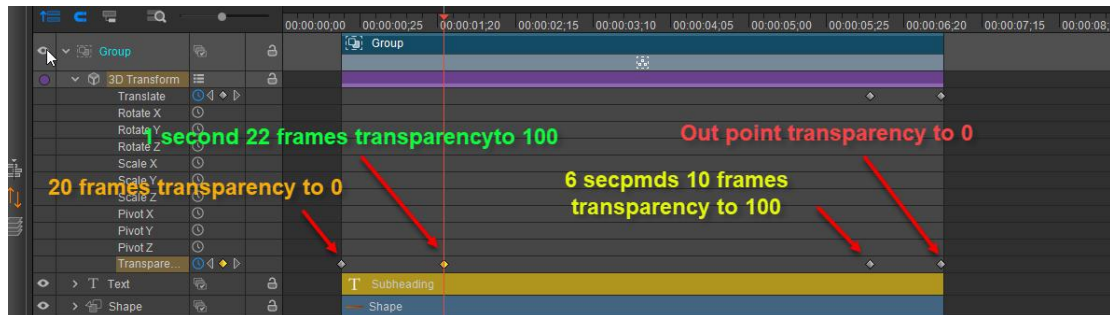 00:00:00;00 00:00:00;25 00:00:01;20 00:00:02;15 00:00:03;10 00:00:04;05 00:00:05;00 00:00:05;25 00:00:06;20 00:00:07;15 00:00:08;
Group
Group
3D Transform
Translate
Rotate X
Rotate Y
Rotate Z
Scale X
Scale Y
Scale Z
Pivot X
Pivot Y
Pivot Z
Transpare...
1 second 22 frames transparencyto 100
Out point transparency to 0
20 frames transparency to 0
6 secpmds 10 frames
transparency to 100
T Text
T Subheading
Shape
Shape